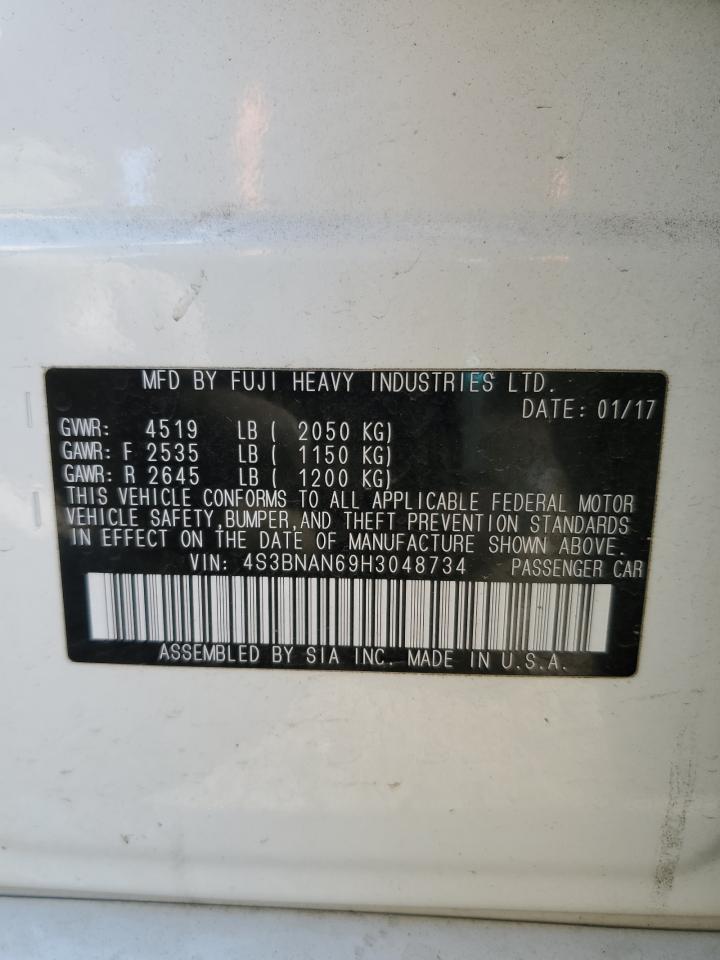 MFD BY FUJI HEAVY INDUSTRIES LTD.
DATE: 01/17
GVWR: 4519 LB ( 2050 KG)
GAWR: F 2535 LB ( 1150 KG)
GAWR: R 2645 LB ( 1200 KG)
THIS VEHICLE CONFORMS TO ALL APPLICABLE FEDERAL MOTOR
VEHICLE SAFETY,BUMPER,AND THEFT PREVENTION STANDARDS
IN EFFECT ON THE DATE OF MANUFACTURE SHOWN ABOVE.
VIN: 4S3BNAN69H3048734 PASSENGER CAR
ASSEMBLED BY SIA INC. MADE IN U.S.A.